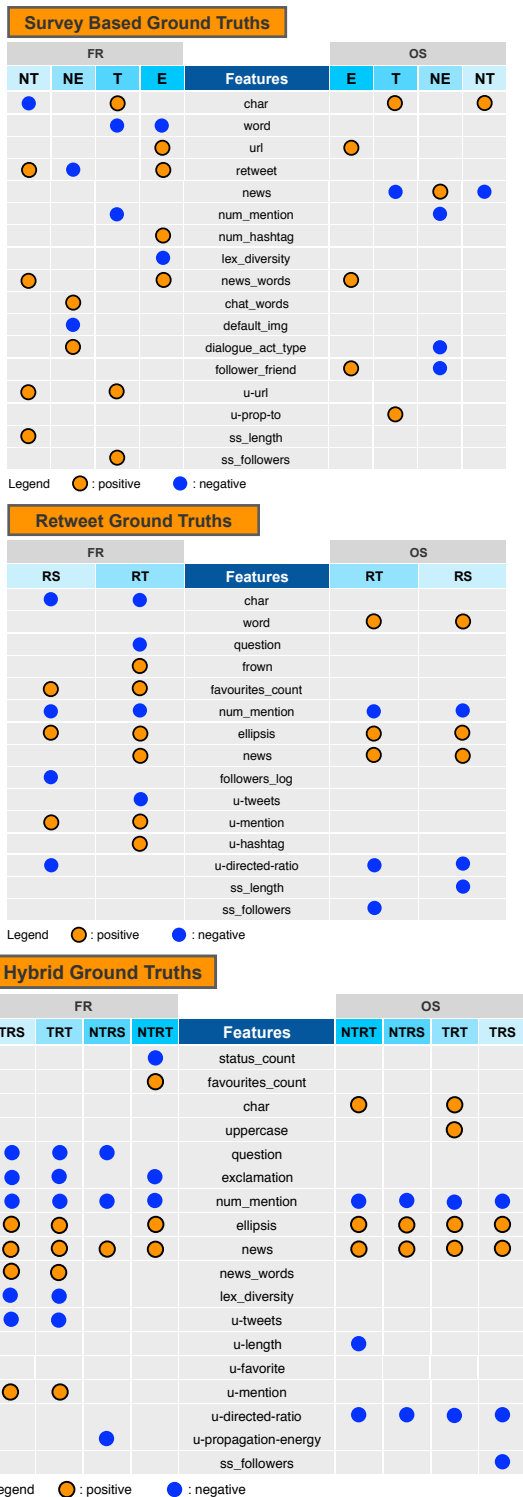 Survey Based Ground Truths
FR OS
NT NE T E Features E T NE NT
char
word
url
retweet
news
num_mention
num_hashtag
lex_diversity
news_words
chat_words
default_img
dialogue_act_type
follower_friend
u-url
u-prop-to
ss_length
ss_followers
Legend : positive : negative
Retweet Ground Truths
FR OS
RS RT Features RT RS
char
word
question
frown
favourites_count
num_mention
ellipsis
news
followers_log
u-tweets
u-mention
u-hashtag
u-directed-ratio
ss_length
ss_followers
Legend : positive : negative
Hybrid Ground Truths
FR OS
TRS TRT NTRS NTRT Features NTRT NTRS TRT TRS
status_count
favourites_count
char
uppercase
question
exclamation
num_mention
ellipsis
news
news_words
lex_diversity
u-tweets
u-length
u-favorite
u-mention
u-directed-ratio
u-propagation-energy
ss_followers
egend : positive : negative